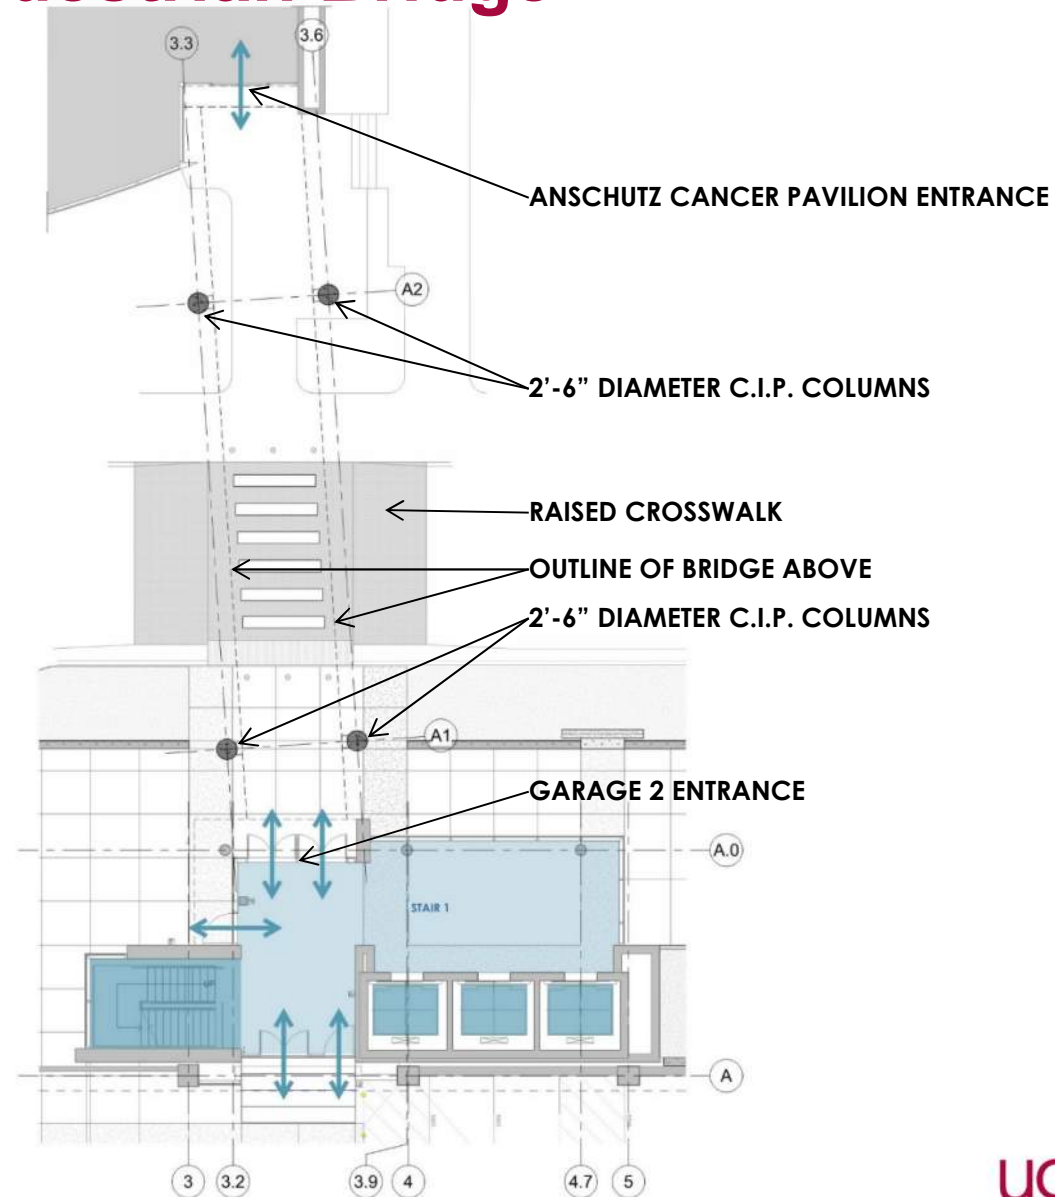 3.3
3.6
ANSCHUTZ CANCER PAVILION ENTRANCE
A2
2'-6” DIAMETER C.I.P. COLUMNS
RAISED CROSSWALK
OUTLINE OF BRIDGE ABOVE
2'-6” DIAMETER C.I.P. COLUMNS
A1
GARAGE 2 ENTRANCE
A.0
STAIR 1
A
3
3.2
3.9
4
4.7
5